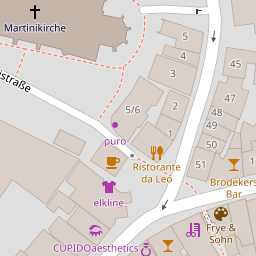 Martinikirche
straße
5
4
3
2
1
5/6
45
47
48
49
50
51
puro
Ristorante
da Leo
elkline
Brodekers
Bar
Frye &
Sohn
CUPIDOaesthetics